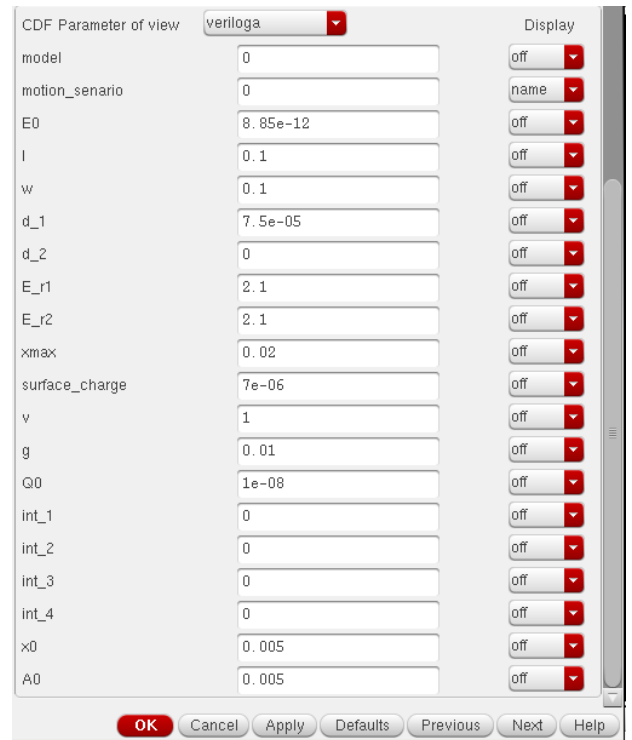 CDF Parameter of view veriloga Display
model 0 off
motion_senario 0 name
E0 8.85e-12 off
l 0.1 off
w 0.1 off
d_1 7.5e-05 off
d_2 0 off
E_r1 2.1 off
E_r2 2.1 off
xmax 0.02 off
surface_charge 7e-06 off
v 1 off
g 0.01 off
Q0 1e-08 off
int_1 0 off
int_2 0 off
int_3 0 off
int_4 0 off
x0 0.005 off
A0 0.005 off
OK Cancel Apply Defaults Previous Next Help